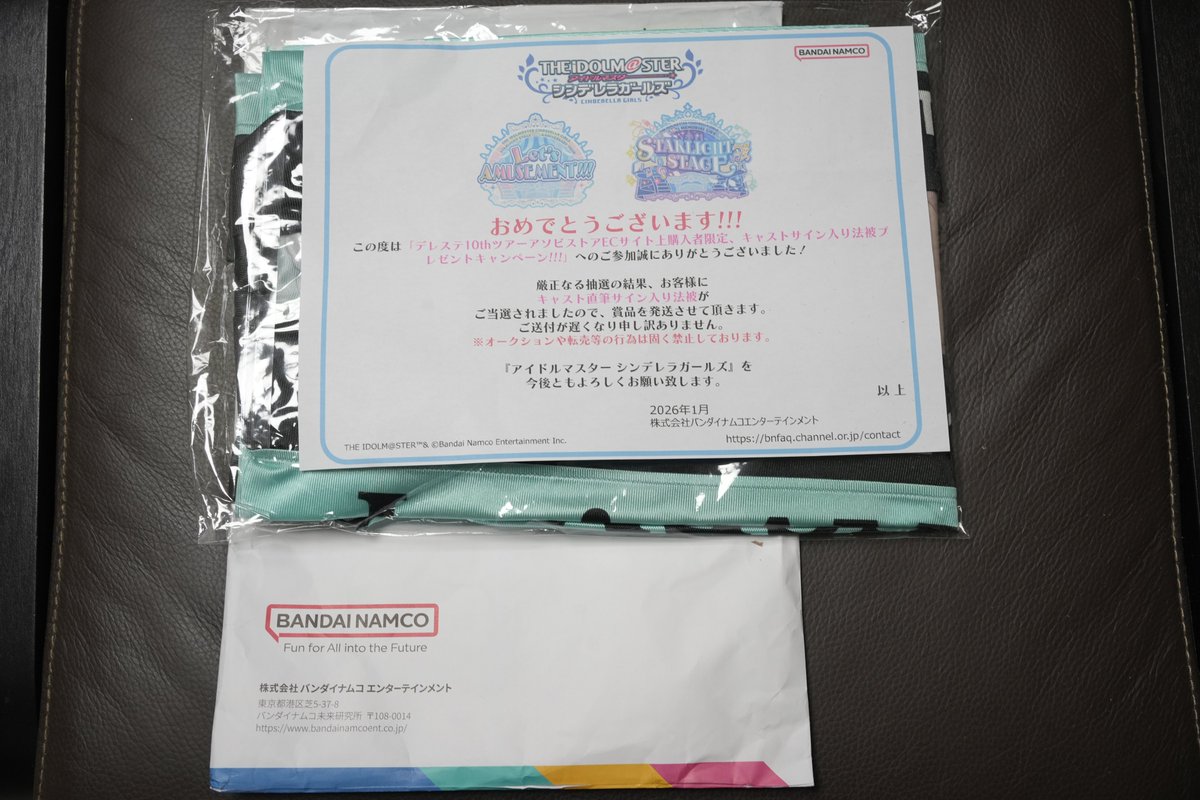 THE IDOLM@STER
アイドルマスター
シンデレラガールズ
CINDERELLA GIRLS
BANDAI NAMCO
Let's
AMUSEMENT!!!
STARLIGHT
STAGE
おめでとうございます!!!
この度は「デレステ10thツアーアソビストアECサイト上購入者限定、キャストサイン入り法被プ
レゼントキャンペーン!!!」へのご参加誠にありがとうございました！
厳正なる抽選の結果、お客様に
キャスト直筆サイン入り法被が
ご当選されましたので、賞品を発送させて頂きます。
ご送付が遅くなり申し訳ありません。
※オークションや転売等の行為は固く禁止しております。
『アイドルマスター シンデレラガールズ』を
今後ともよろしくお願い致します。
以上
2026年1月
株式会社バンダイナムコエンターテインメント
THE IDOLM@STER™& ©Bandai Namco Entertainment Inc.
https://bnfaq.channel.or.jp/contact
BANDAI NAMCO
Fun for All into the Future
株式会社 バンダイナムコ エンターテインメント
東京都港区芝5-37-8
バンダイナムコ未来研究所 〒108-0014
https://www.bandainamcoent.co.jp/